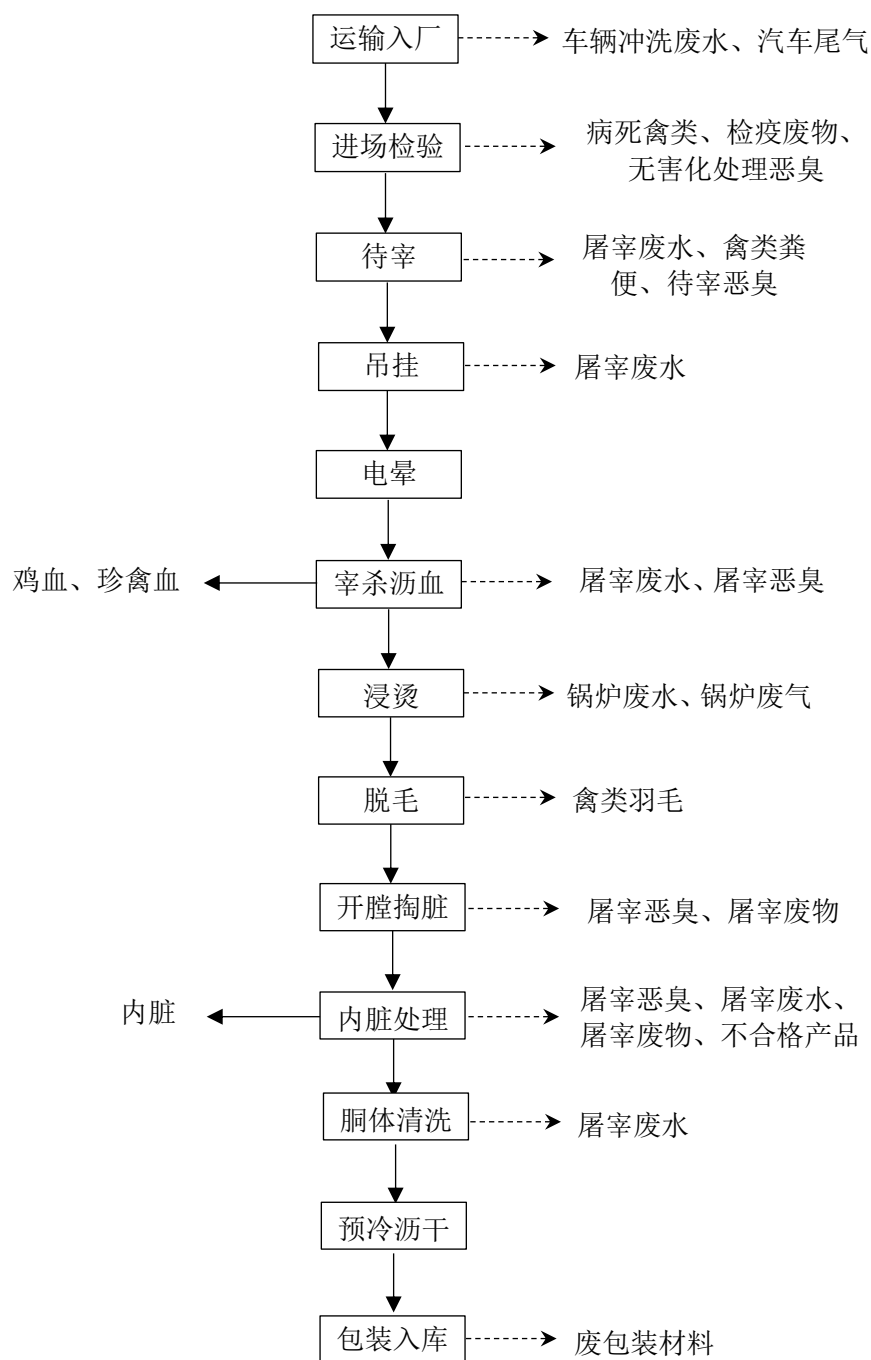 运输入厂
车辆冲洗废水、汽车尾气
进场检验
病死禽类、检疫废物、
无害化处理恶臭
待宰
屠宰废水、禽类粪
便、待宰恶臭
吊挂
屠宰废水
电晕
鸡血、珍禽血
宰杀沥血
屠宰废水、屠宰恶臭
浸烫
锅炉废水、锅炉废气
脱毛
禽类羽毛
开膛掏脏
屠宰恶臭、屠宰废物
内脏
内脏处理
屠宰恶臭、屠宰废水、
屠宰废物、不合格产品
胴体清洗
屠宰废水
预冷沥干
包装入库
废包装材料